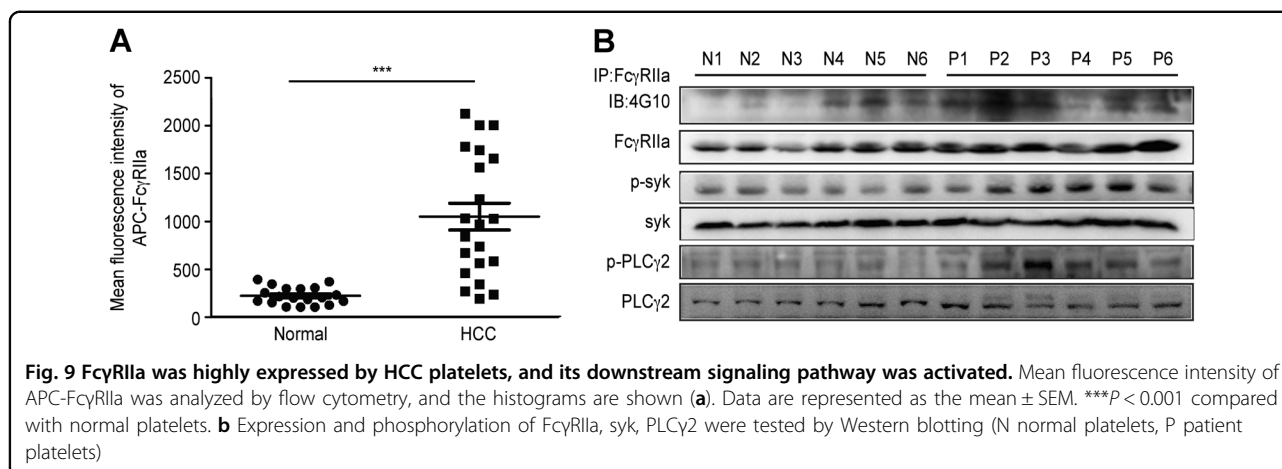 A
Mean fluorescence intensity of
APC-FcγRIIa
2500
2000
1500
1000
500
0
***
Normal
HCC
B
N1 N2 N3 N4 N5 N6 P1 P2 P3 P4 P5 P6
IP:FcγRIIa
IB:4G10
FcγRIIa
p-syk
syk
p-PLCγ2
PLCγ2
Fig. 9 FcγRIIa was highly expressed by HCC platelets, and its downstream signaling pathway was activated. Mean fluorescence intensity of
APC-FcγRIIa was analyzed by flow cytometry, and the histograms are shown (a). Data are represented as the mean ± SEM. ***P < 0.001 compared
with normal platelets. b Expression and phosphorylation of FcγRIIa, syk, PLCγ2 were tested by Western blotting (N normal platelets, P patient
platelets)